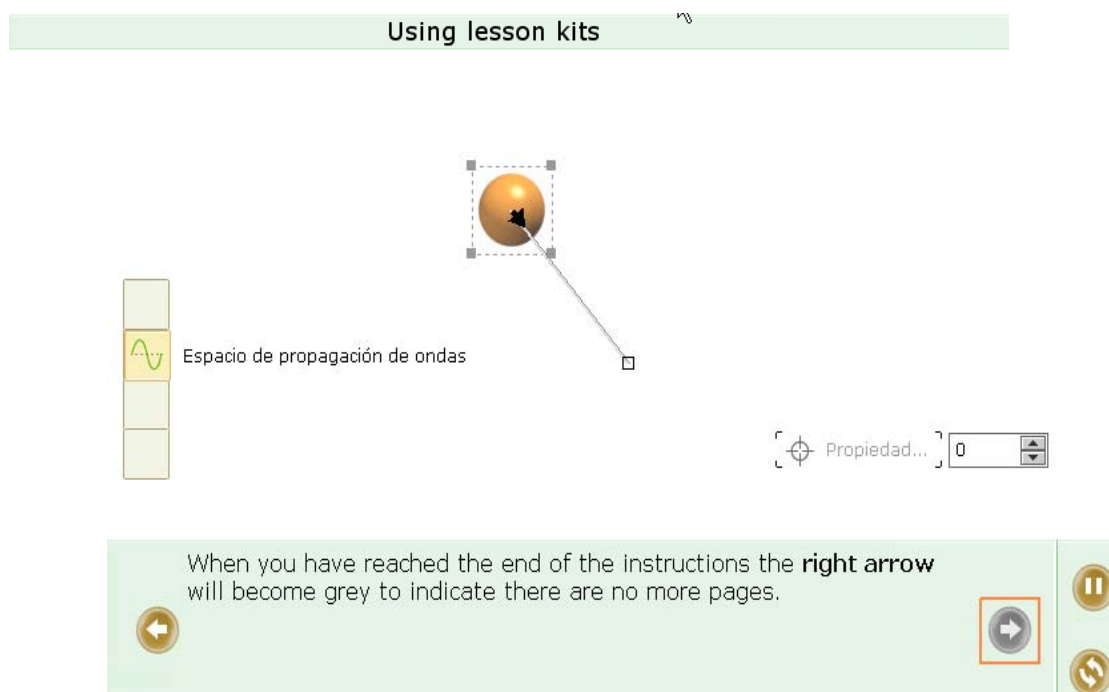 Using lesson kits
Espacio de propagación de ondas
Propiedad... 0
When you have reached the end of the instructions the right arrow
will become grey to indicate there are no more pages.